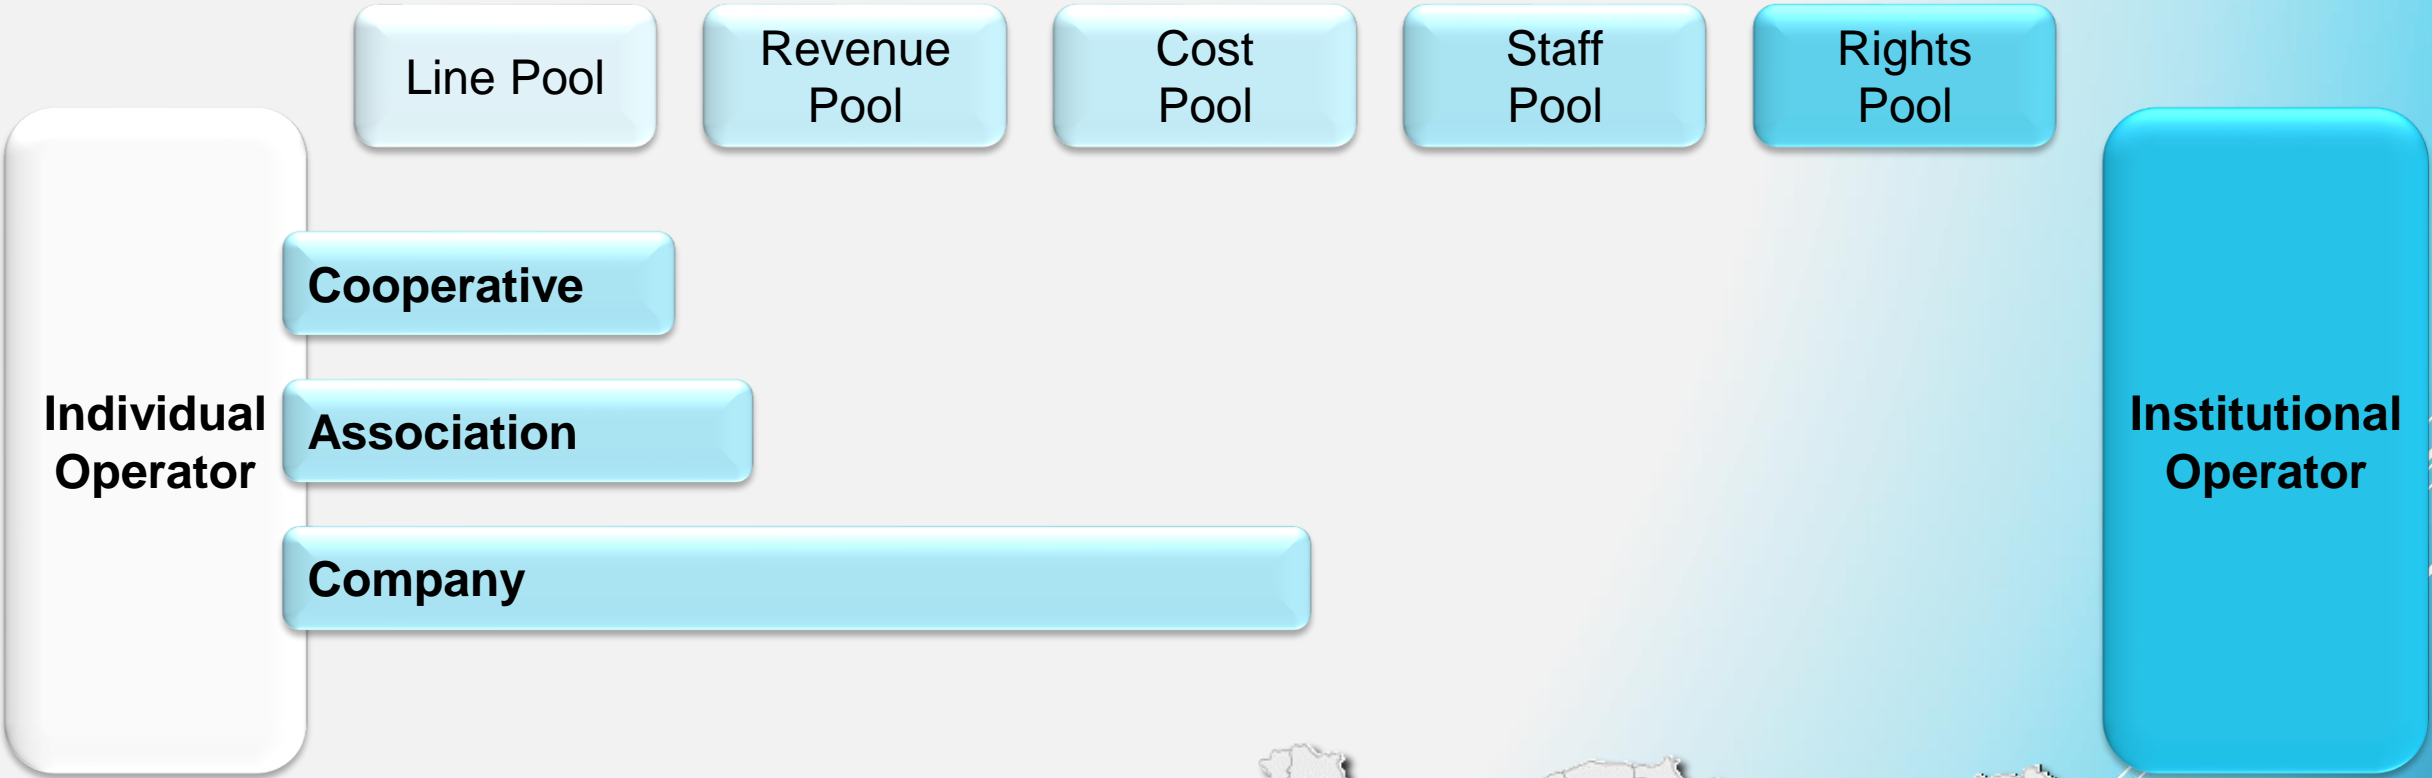 Line Pool
Revenue
Pool
Cost
Pool
Staff
Pool
Rights
Pool
Individual
Operator
Cooperative
Association
Company
Institutional
Operator